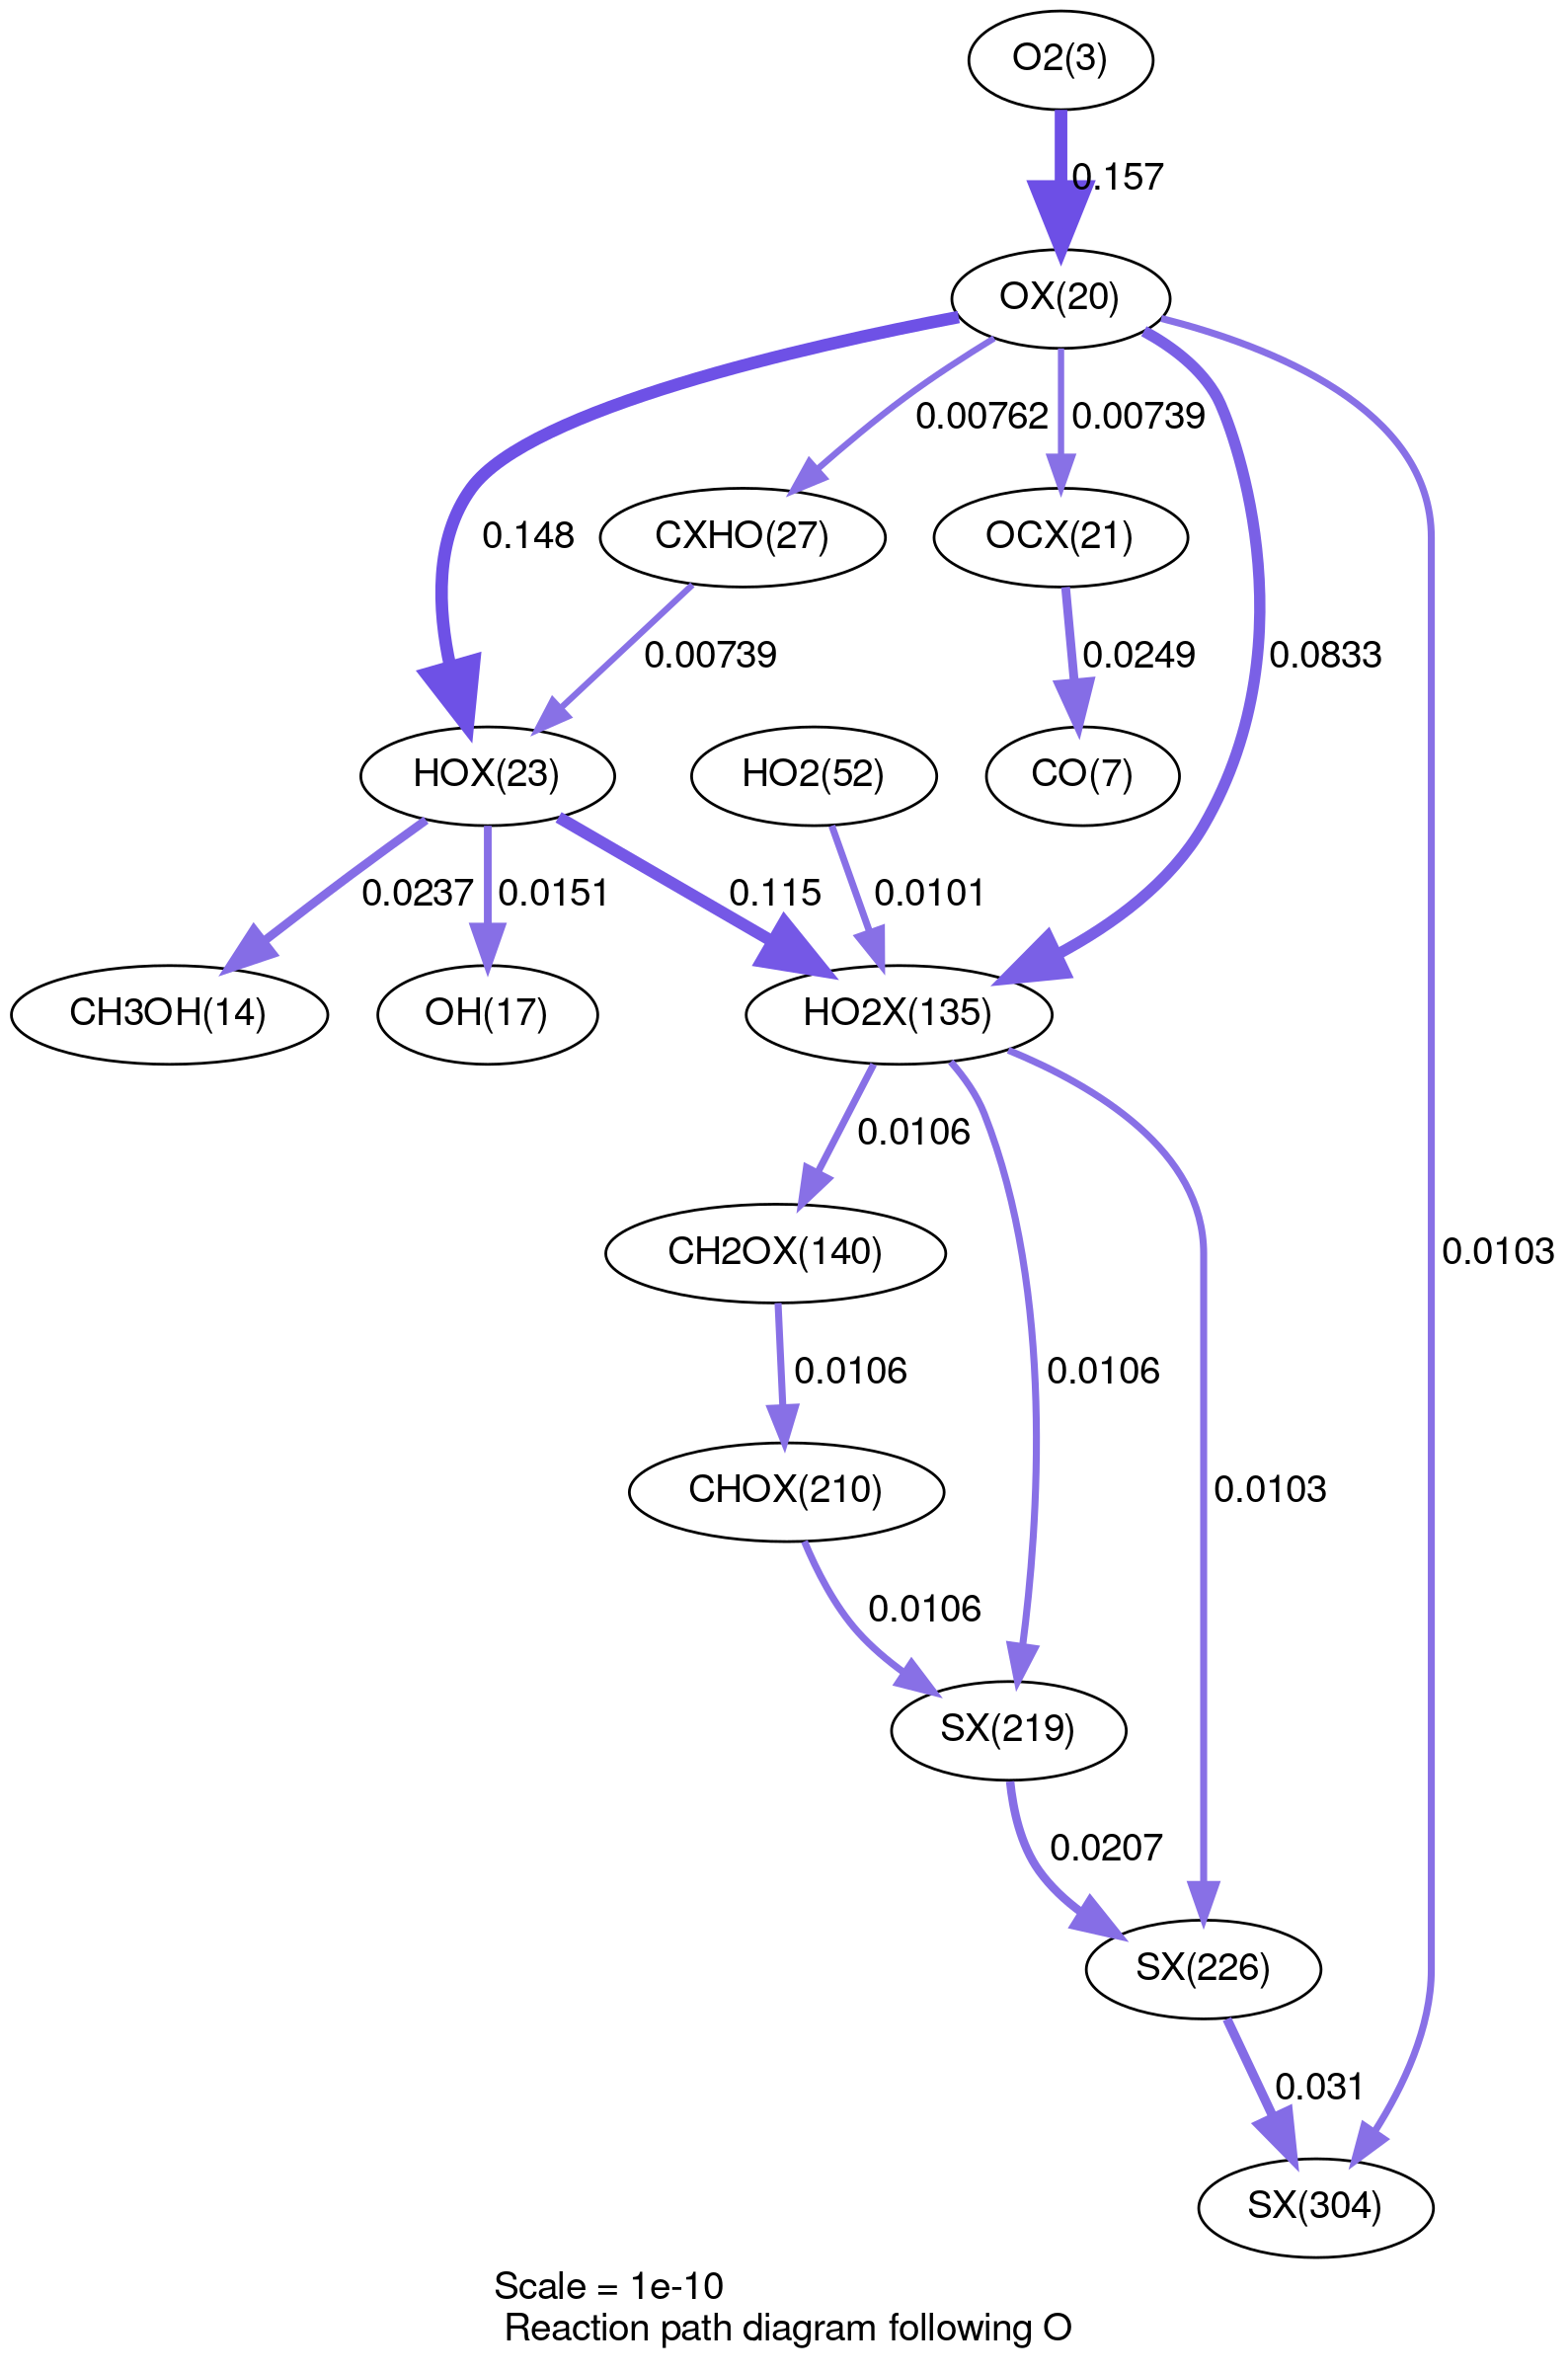 O2(3)
0.157
OX(20)
0.00762
0.00739
0.148
CXHO(27)
OCX(21)
0.00739
0.0249
0.0833
HOX(23)
HO2(52)
CO(7)
0.0237
0.0151
0.115
0.0101
CH3OH(14)
OH(17)
HO2X(135)
0.0106
CH2OX(140)
0.0103
0.0106
0.0106
CHOX(210)
0.0103
0.0106
SX(219)
0.0207
SX(226)
0.031
SX(304)
Scale = 1e-10
Reaction path diagram following O